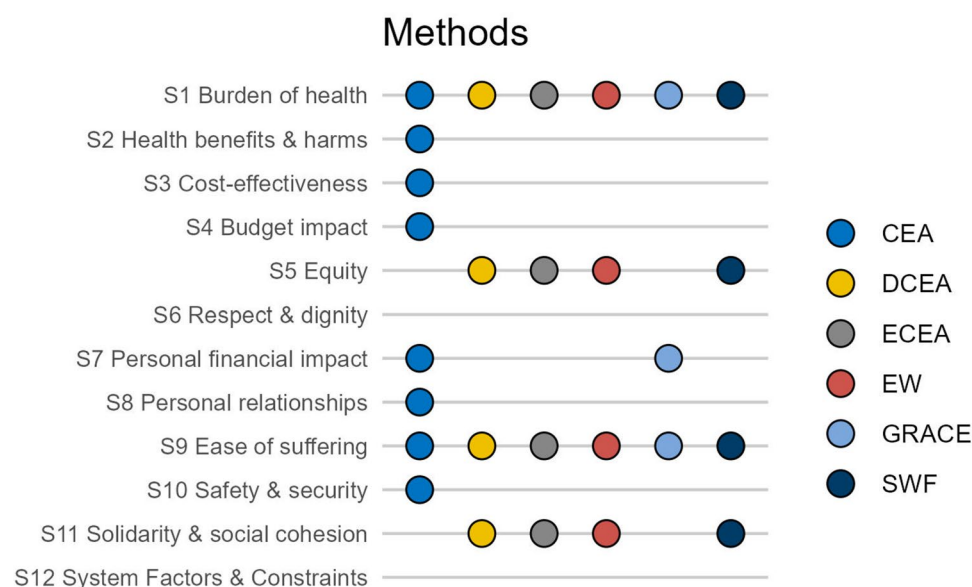 Methods
S1 Burden of health
S2 Health benefits & harms
S3 Cost-effectiveness
S4 Budget impact
S5 Equity
S6 Respect & dignity
S7 Personal financial impact
S8 Personal relationships
S9 Ease of suffering
S10 Safety & security
S11 Solidarity & social cohesion
S12 System Factors & Constraints
CEA
DCEA
ECEA
EW
GRACE
SWF